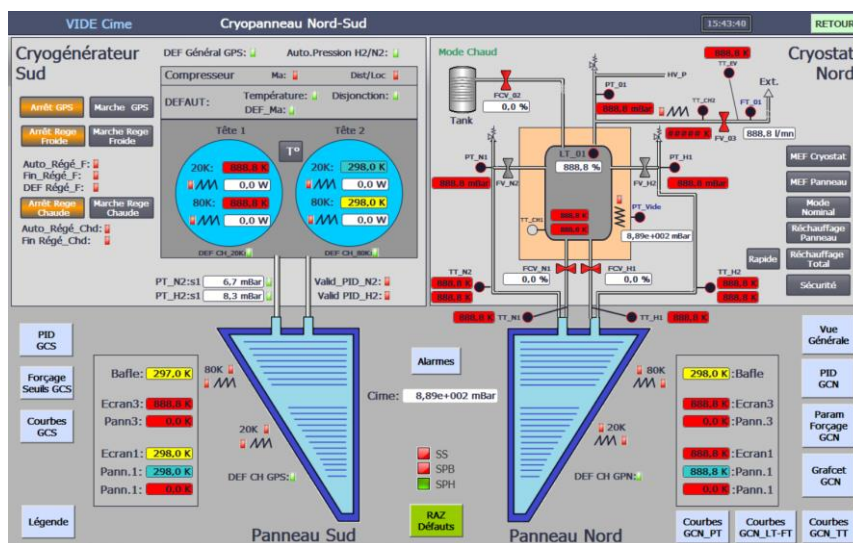 VIDE Cime
Cryopanneau Nord-Sud
15:43:40
RETOUR
Cryogénérateur
Sud
DEF Général GPS:
Auto.Pression H2/N2:
Compresseur
Ma:
Dist/Loc
DEFAUT:
Température:
Disjonction:
DEF_Ma:
Arrêt GPS
Marche GPS
Arrêt Rege
Froide
Marche Rege
Froide
Auto_Régé_F:
Fin_Régé_F:
DEF Régé_F:
Arrêt Rege
Chaude
Marche Rege
Chaude
Auto_Régé_Chd:
Fin Régé_Chd:
Tête 1
T°
Tête 2
20K: 888,8 K
0,0 W
80K: 888,8 K
0,0 W
20K: 298,0 K
0,0 W
80K: 298,0 K
0,0 W
DEF CH_20K:
DEF CH_80K:
PT_N2:s1 6,7 mBar
PT_H2:s1 8,3 mBar
Valid_PID_N2:
Valid PID_H2:
Mode Chaud
Cryostat
Nord
888,8 K
TT_EV
Ext.
HV_P
PT_01
FCV_02
0,0 %
Tank
888,8 mBar
TT_CH2
FT_01
##### K
FV_03
888,8 l/mn
LT_01
888,8 %
PT_N1
888,8 mBar
FV_N2
FV_H2
PT_H1
888,8 mBar
888,8 K
888,8 K
TT_CH1
PT_Vide
8,89e+002 mBar
FCV_N1
0,0 %
FCV_H1
0,0 %
TT_N2
888,8 K
888,8 K
TT_H2
888,8 K
888,8 K
888,8 K
TT_N1
TT_H1
888,8 K
MEF Cryostat
MEF Panneau
Mode
Nominal
Réchauffage
Panneau
Rapide
Réchauffage
Total
Sécurité
PID
GCS
Forçage
Seuils GCS
Courbes
GCS
Légende
Bafle: 297,0 K
Ecran3: 888,8 K
Pann3: 0,0 K
Ecran1: 298,0 K
Pann.1: 298,0 K
Pann.1: 0,0 K
80K
20K
DEF CH GPS:
Panneau Sud
Alarmes
Cime: 8,89e+002 mBar
SS
SPB
SPH
RAZ
Défauts
80K
20K
DEF CH GPN:
Panneau Nord
298,0 K :Bafle
888,8 K :Ecran3
0,0 K :Pann.3
888,8 K :Ecran1
888,8 K :Pann.1
0,0 K :Pann.1
Vue
Générale
PID
GCN
Param
Forçage
GCN
Grafcet
GCN
Courbes
GCN_PT
Courbes
GCN_LT-FT
Courbes
GCN_TT